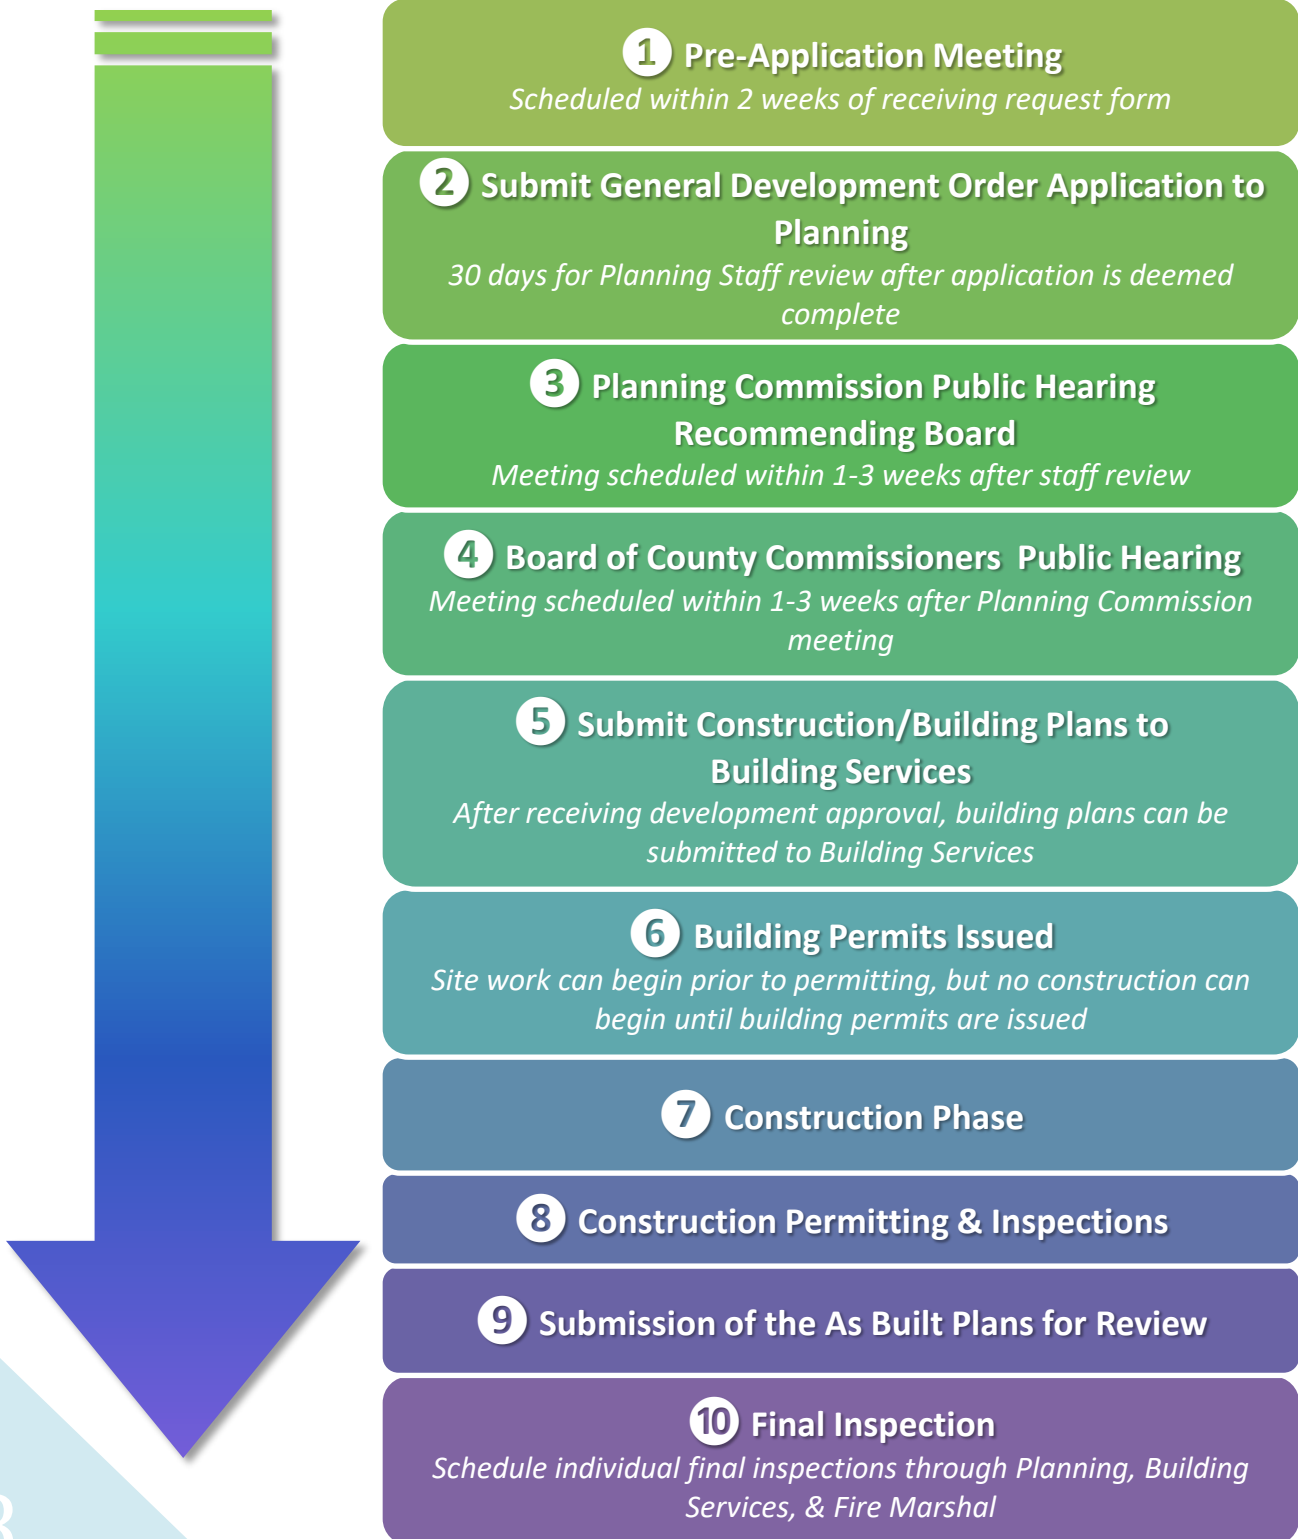 1 Pre-Application Meeting
Scheduled within 2 weeks of receiving request form
2 Submit General Development Order Application to
Planning
30 days for Planning Staff review after application is deemed
complete
3 Planning Commission Public Hearing
Recommending Board
Meeting scheduled within 1-3 weeks after staff review
4 Board of County Commissioners Public Hearing
Meeting scheduled within 1-3 weeks after Planning Commission
meeting
5 Submit Construction/Building Plans to
Building Services
After receiving development approval, building plans can be
submitted to Building Services
6 Building Permits Issued
Site work can begin prior to permitting, but no construction can
begin until building permits are issued
7 Construction Phase
8 Construction Permitting & Inspections
9 Submission of the As Built Plans for Review
10 Final Inspection
Schedule individual final inspections through Planning, Building
Services, & Fire Marshal